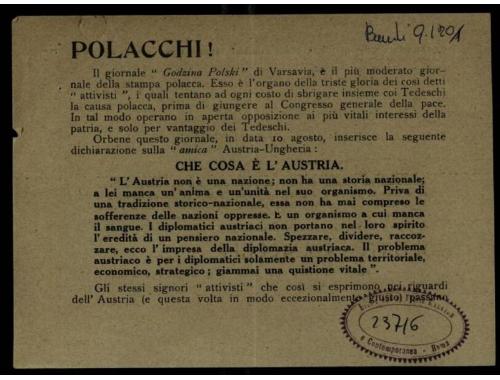 9.1201
POLACCHI !
Il giornale " Godzina Polski " di Varsavia, è il più moderato gior-
nale della stampa polacca. Esso è l'organo della triste gloria dei così detti
" attivisti ", i quali tentano ad ogni costo di sbrigare insieme coi Tedeschi
la causa polacca, prima di giungere al Congresso generale della pace.
In tal modo operano in aperta opposizione ai più vitali interessi della
patria, e solo per vantaggio dei Tedeschi.
Orbene questo giornale, in data 10 agosto, inserisce la seguente
dichiarazione sulla " amica " Austria-Ungheria :
CHE COSA È L' AUSTRIA.
" L' Austria non è una nazione; non ha una storia nazionale;
a lei manca un'anima e un'unità nel suo organismo. Priva di
una tradizione storico-nazionale, essa non ha mai compreso le
sofferenze delle nazioni oppresse. È un organismo a cui manca
il sangue. I diplomatici austriaci non portano nel loro spirito
l'eredità di un pensiero nazionale. Spezzare, dividere, raccoz-
zare, ecco l'impresa della diplomazia austriaca. Il problema
austriaco è per i diplomatici solamente un problema territoriale,
economico, strategico ; giammai una quistione vitale ".
Gli stessi signori " attivisti " che così si esprimono nei riguardi
dell' Austria (e questa volta in modo eccezionalmente giusto) passano
23716
e Contemporanea - Roma